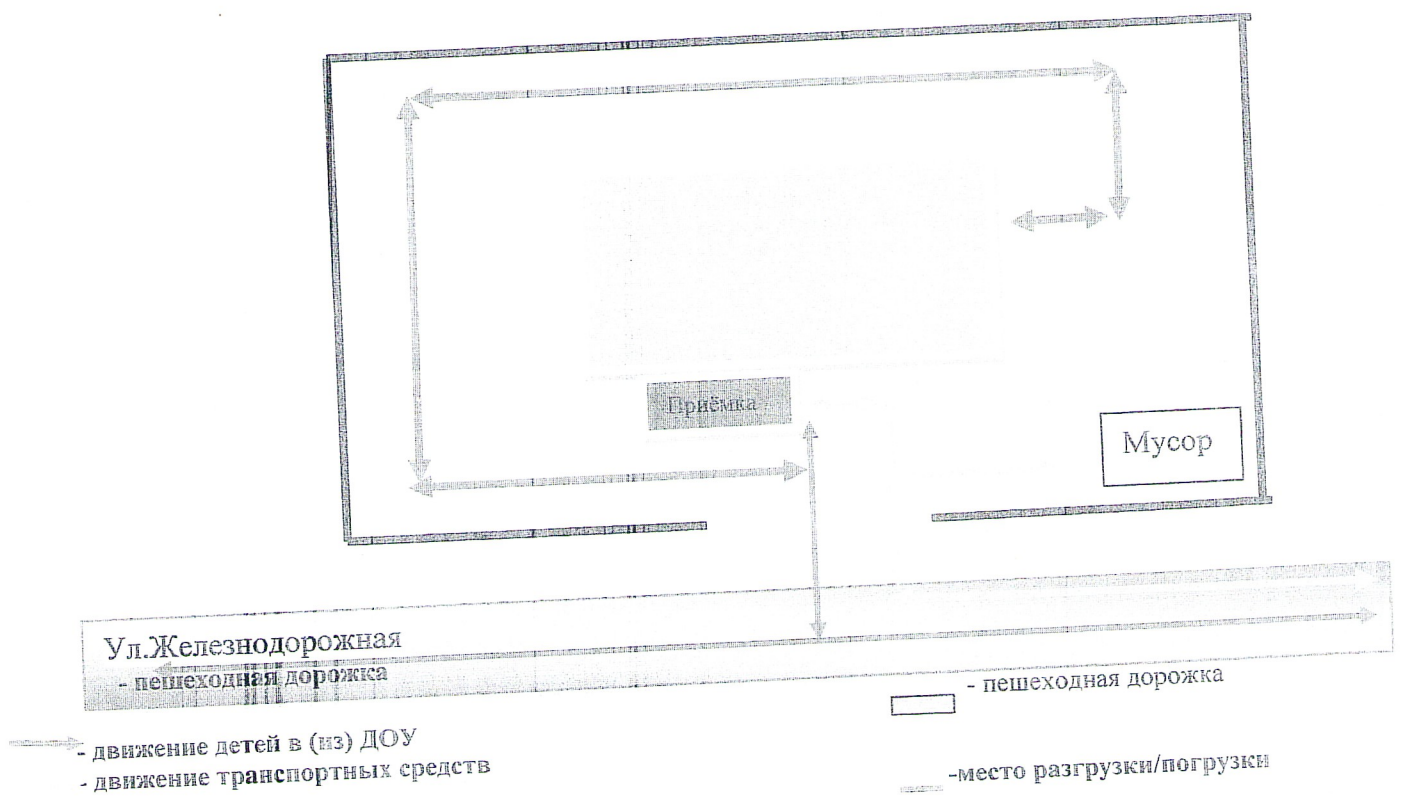 Приёмка
Мусор
Ул.Железнодорожная
- пешеходная дорожка
- пешеходная дорожка
- движение детей в (из) ДОУ
- движение транспортных средств
-место разгрузки/погрузки